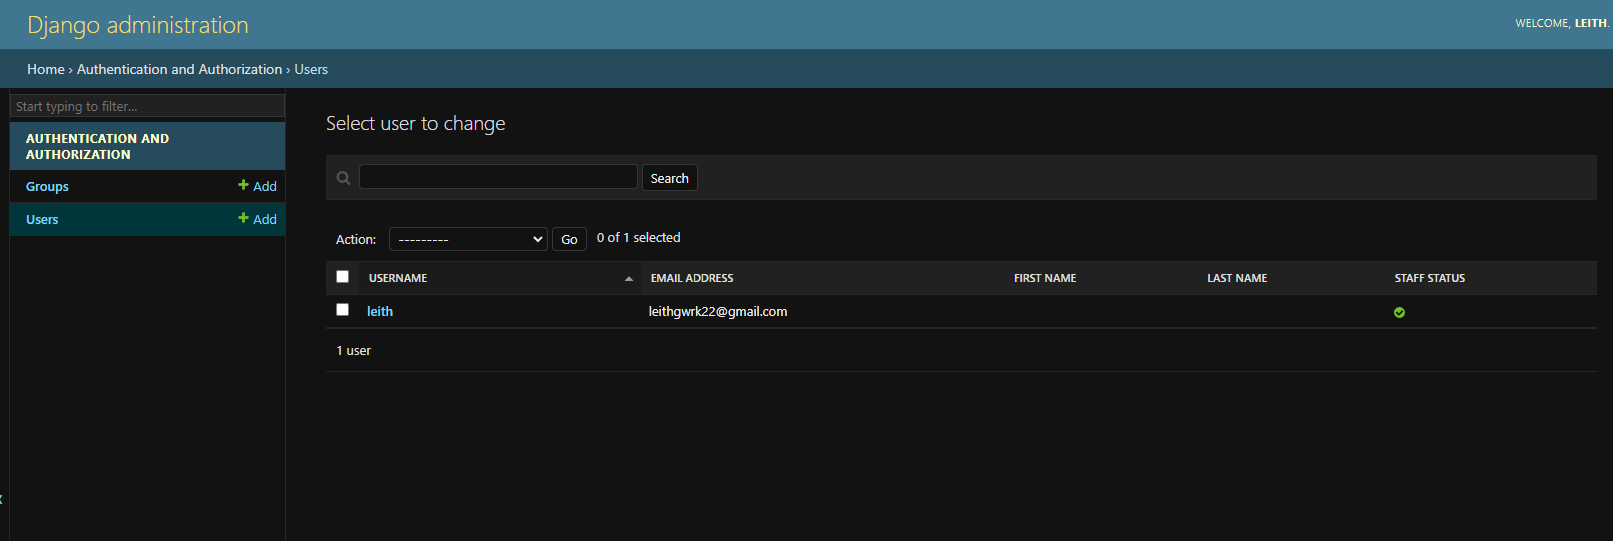 Django administration
WELCOME, LEITH.
Home › Authentication and Authorization › Users
Start typing to filter...
AUTHENTICATION AND
AUTHORIZATION
Groups + Add
Users + Add
Select user to change
Search
Action: --------- Go 0 of 1 selected
USERNAME EMAIL ADDRESS FIRST NAME LAST NAME STAFF STATUS
leith leithgwrk22@gmail.com
1 user